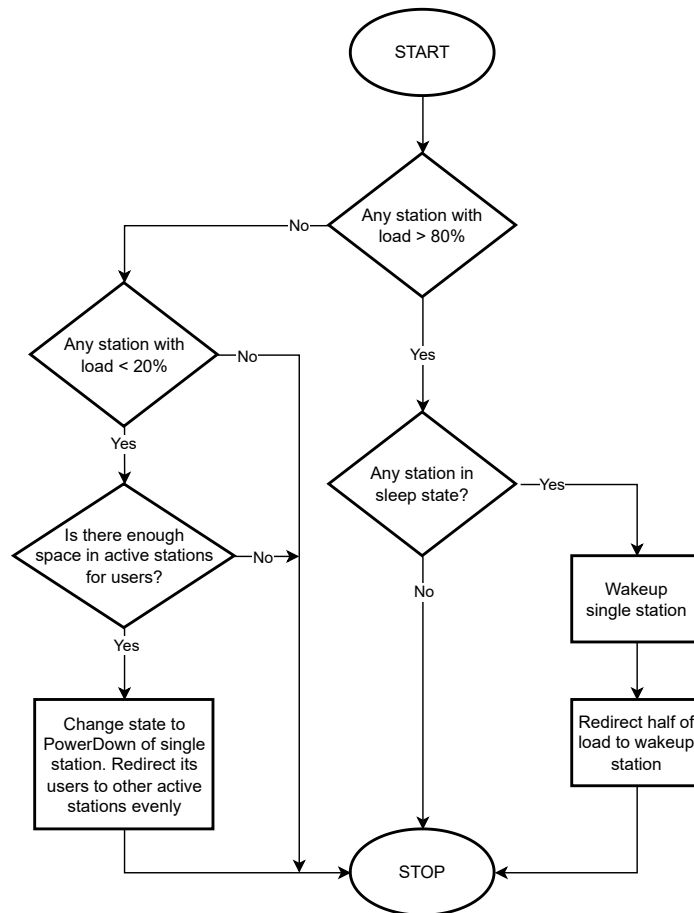 START
Any station with
load > 80%
No
Any station with
load < 20%
No
Yes
Yes
Any station in
sleep state?
Yes
Is there enough
space in active stations
for users?
No
No
Wakeup
single station
Yes
Change state to
PowerDown of single
station. Redirect its
users to other active
stations evenly
Redirect half of
load to wakeup
station
STOP